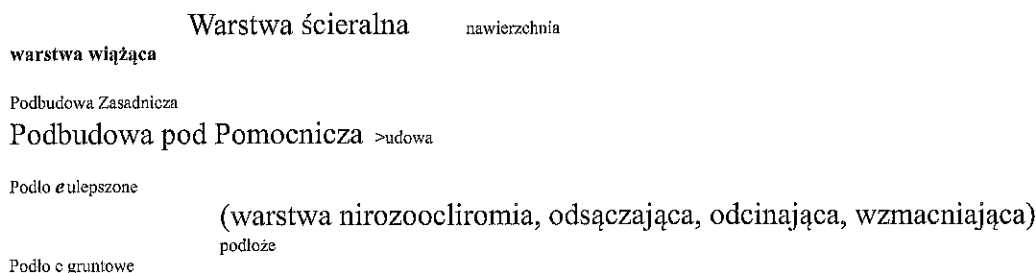 Warstwa ścieralna nawierzchnia
warstwa wiążąca
Podbudowa Zasadnicza
Podbudowa pod Pomocnicza >udowa
Podło e ulepszone
(warstwa nirozoocliromia, odsączająca, odcinająca, wzmacniająca)
podłoże
Podło e gruntowe